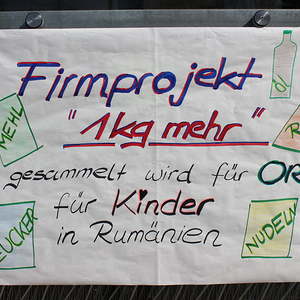 Firmprojekt
öl
"1kg mehr"
MEHL
R
gesammelt wird für OR
für Kinder
ZUCKER
NUDELN
in Rumänien